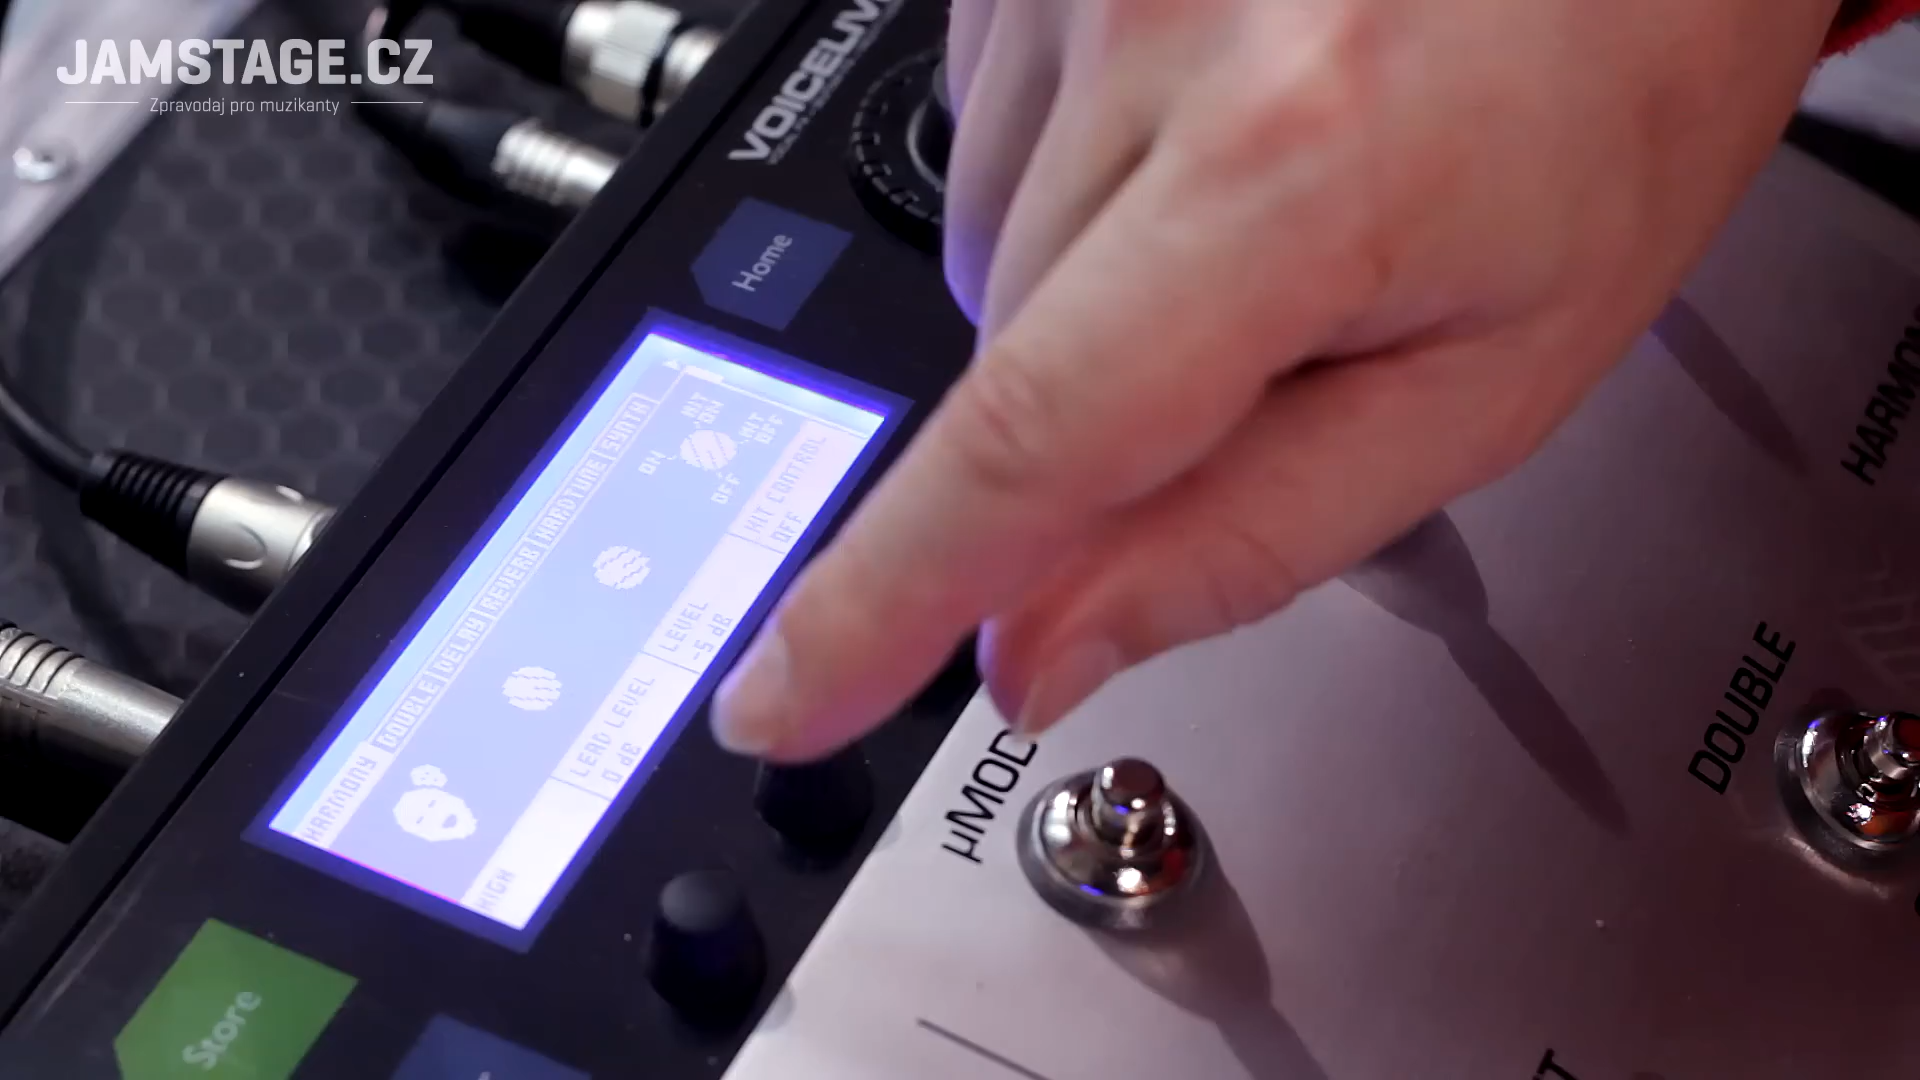 JAMSTAGE.CZ
Zpravodaj pro muzikanty
VOICELIVE
Home
HARMONY DOUBLE DELAY REVERB HARDTUNE SYNTH
HIT ON
HIT OFF
ON
OFF
HIGH
LEAD LEVEL
0 dB
LEVEL
-5 dB
HIT CONTROL
OFF
Store
µMOD
DOUBLE
HARMON